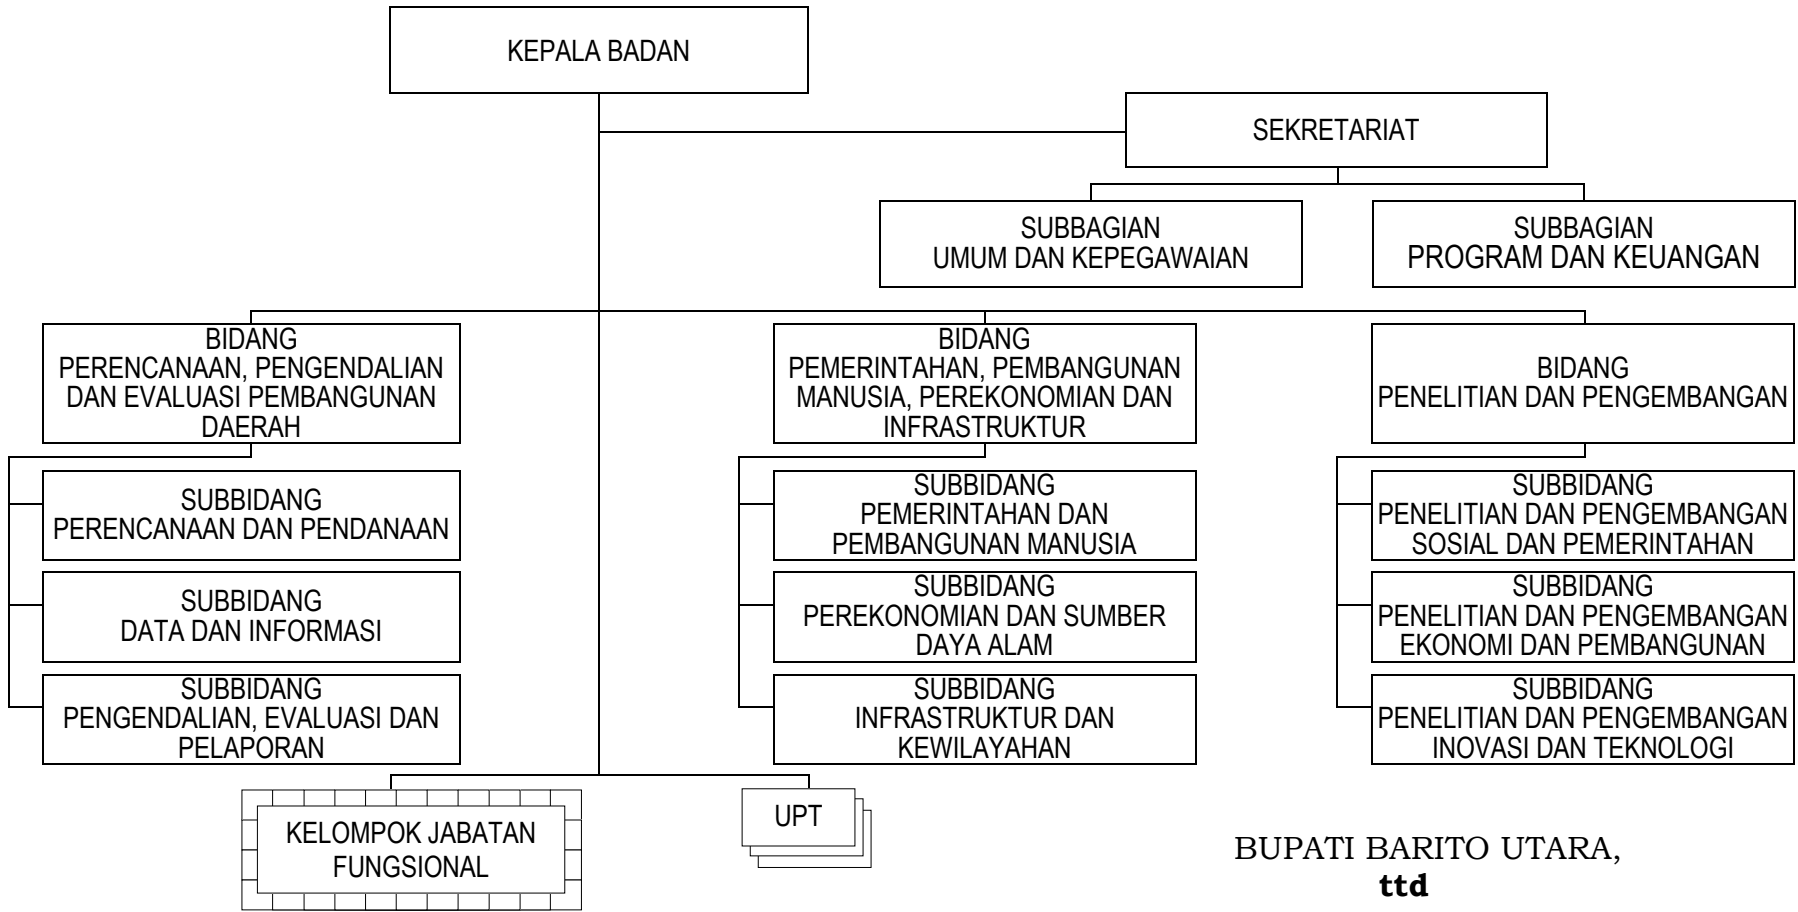 KEPALA BADAN
SEKRETARIAT
SUBBAGIAN
UMUM DAN KEPEGAWAIAN
SUBBAGIAN
PROGRAM DAN KEUANGAN
BIDANG
PERENCANAAN, PENGENDALIAN
DAN EVALUASI PEMBANGUNAN
DAERAH
SUBBIDANG
PERENCANAAN DAN PENDANAAN
SUBBIDANG
DATA DAN INFORMASI
SUBBIDANG
PENGENDALIAN, EVALUASI DAN
PELAPORAN
BIDANG
PEMERINTAHAN, PEMBANGUNAN
MANUSIA, PEREKONOMIAN DAN
INFRASTRUKTUR
SUBBIDANG
PEMERINTAHAN DAN
PEMBANGUNAN MANUSIA
SUBBIDANG
PEREKONOMIAN DAN SUMBER
DAYA ALAM
SUBBIDANG
INFRASTRUKTUR DAN
KEWILAYAHAN
BIDANG
PENELITIAN DAN PENGEMBANGAN
SUBBIDANG
PENELITIAN DAN PENGEMBANGAN
SOSIAL DAN PEMERINTAHAN
SUBBIDANG
PENELITIAN DAN PENGEMBANGAN
EKONOMI DAN PEMBANGUNAN
SUBBIDANG
PENELITIAN DAN PENGEMBANGAN
INOVASI DAN TEKNOLOGI
KELOMPOK JABATAN
FUNGSIONAL
UPT
BUPATI BARITO UTARA,
ttd